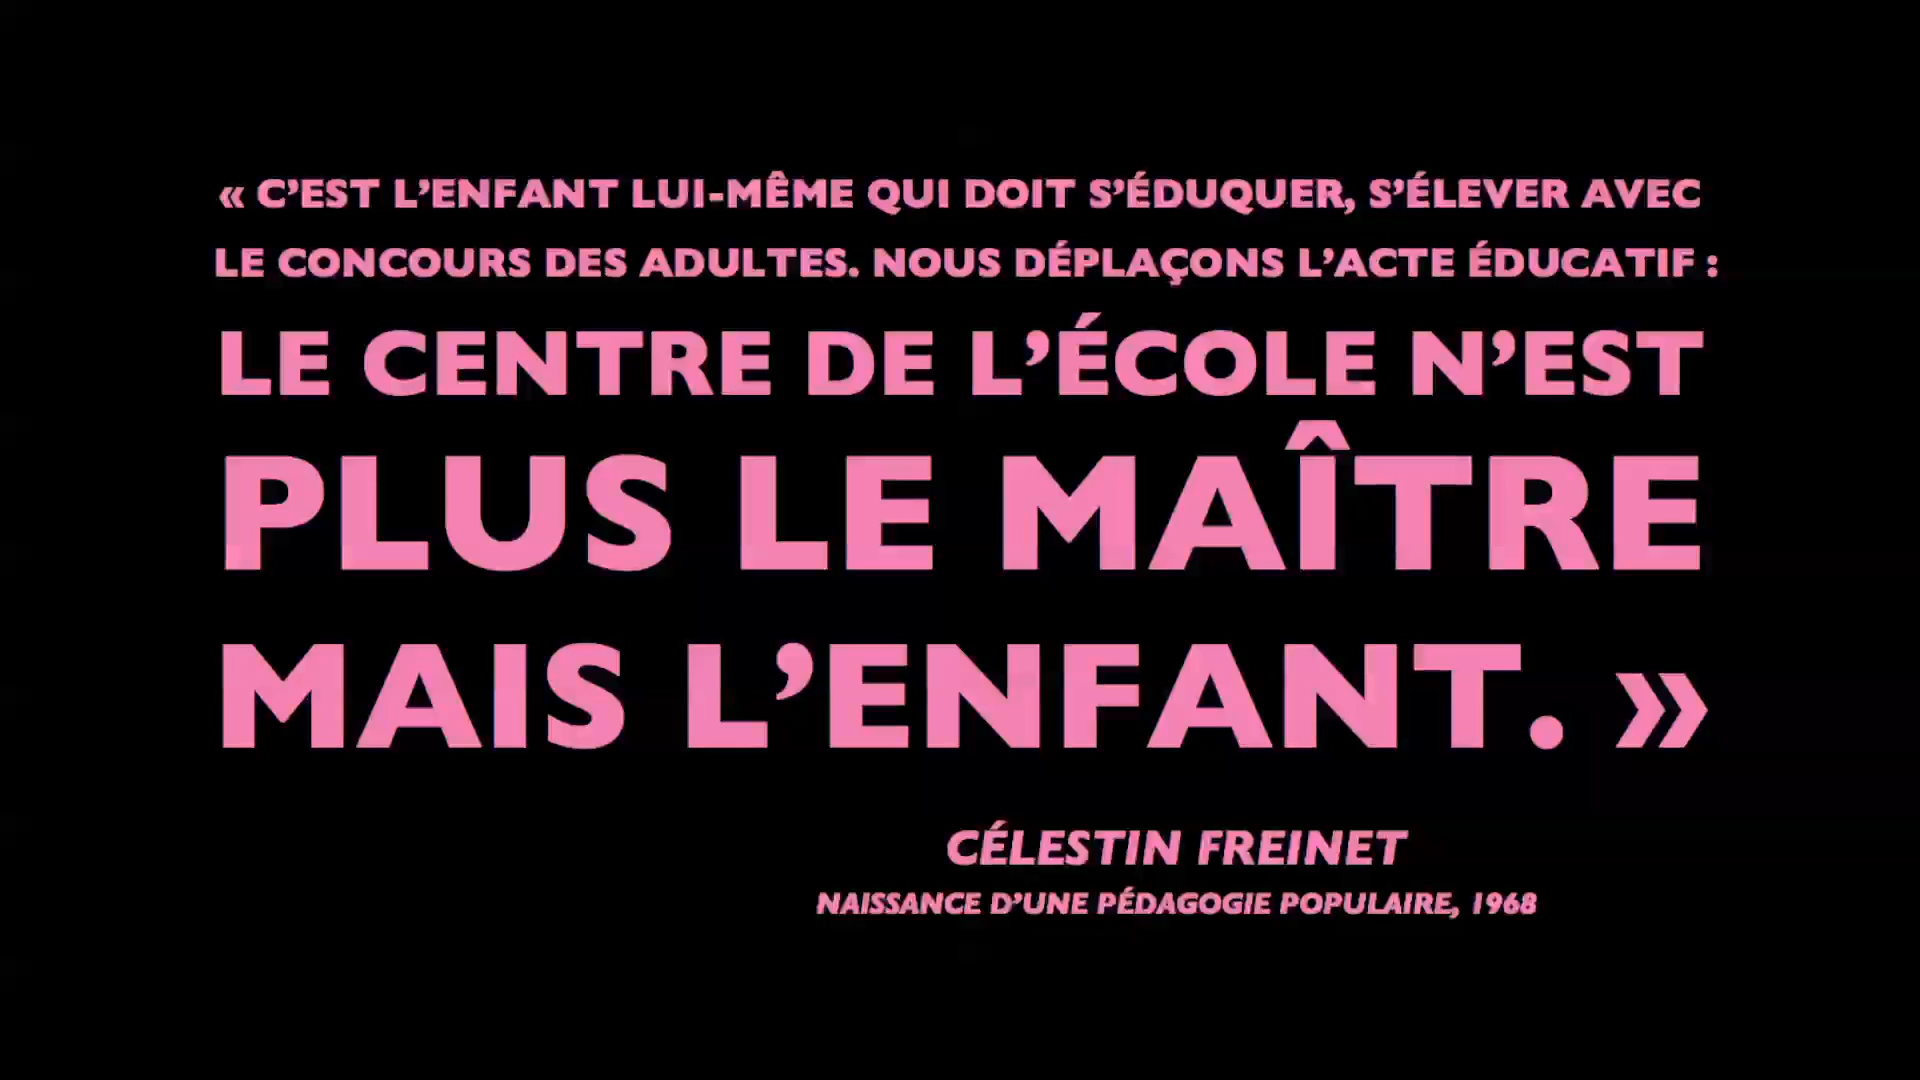 « C’EST L’ENFANT LUI-MÊME QUI DOIT S’ÉDUQUER, S’ÉLEVER AVEC
LE CONCOURS DES ADULTES. NOUS DÉPLAÇONS L’ACTE ÉDUCATIF :
LE CENTRE DE L’ÉCOLE N’EST
PLUS LE MAÎTRE
MAIS L’ENFANT. »
CÉLESTIN FREINET
NAISSANCE D’UNE PÉDAGOGIE POPULAIRE, 1968